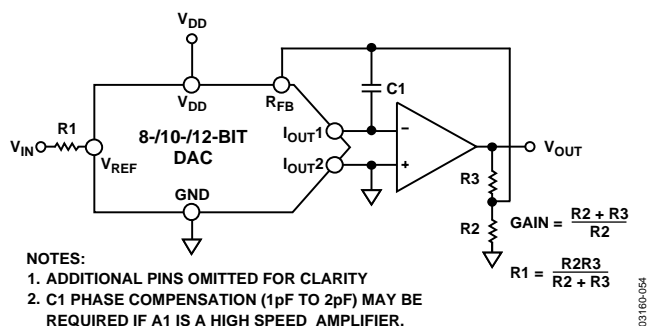 VDD
VDD
RFB
C1
R1
VIN
VREF
8-/10-/12-BIT
DAC
IOUT1
IOUT2
GND
−
+
VOUT
R3
R2
GAIN = R2 + R3
R2
R1 = R2R3
R2 + R3
NOTES:
1. ADDITIONAL PINS OMITTED FOR CLARITY
2. C1 PHASE COMPENSATION (1pF TO 2pF) MAY BE
REQUIRED IF A1 IS A HIGH SPEED AMPLIFIER.
03160-054